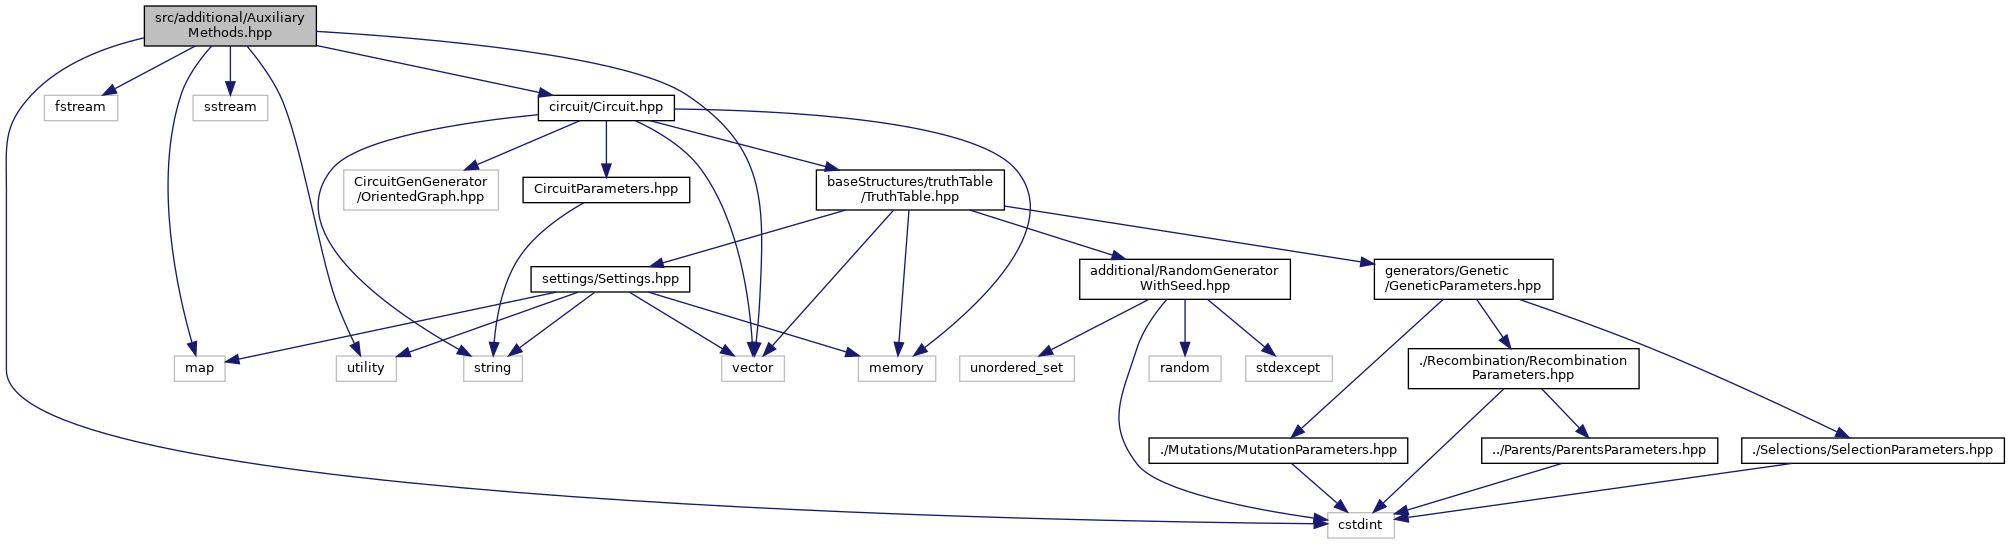 src/additional/Auxiliary
Methods.hpp
fstream
sstream
circuit/Circuit.hpp
CircuitGenGenerator
/OrientedGraph.hpp
CircuitParameters.hpp
baseStructures/truthTable
/TruthTable.hpp
settings/Settings.hpp
additional/RandomGenerator
WithSeed.hpp
generators/Genetic
/GeneticParameters.hpp
map
utility
string
vector
memory
unordered_set
random
stdexcept
./Recombination/Recombination
Parameters.hpp
./Mutations/MutationParameters.hpp
../Parents/ParentsParameters.hpp
./Selections/SelectionParameters.hpp
cstdint